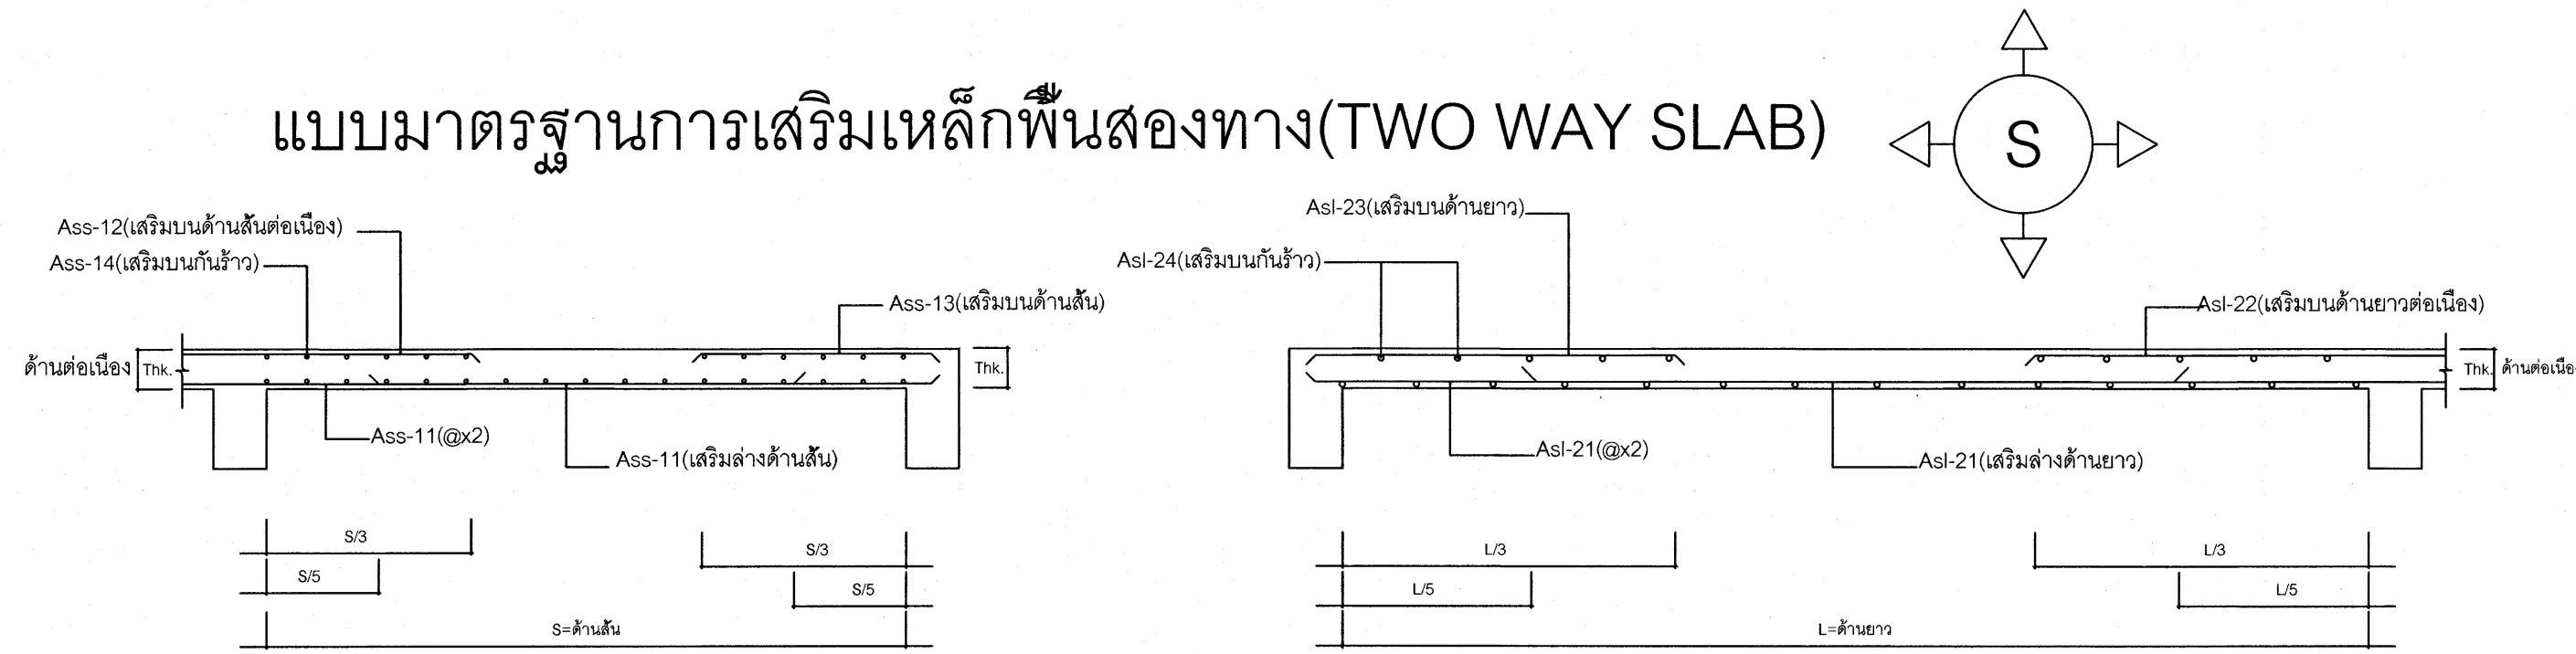 แบบมาตรฐานการเสริมเหล็กพื้นสองทาง(TWO WAY SLAB)
S
Ass-12(เสริมบนด้านสั้นต่อเนื่อง)
Ass-14(เสริมบนกันร้าว)
Ass-13(เสริมบนด้านสั้น)
ด้านต่อเนื่อง
Thk.
Thk.
Ass-11(@x2)
Ass-11(เสริมล่างด้านสั้น)
S/3
S/3
S/5
S/5
S=ด้านสั้น
Asl-23(เสริมบนด้านยาว)
Asl-24(เสริมบนกันร้าว)
Asl-22(เสริมบนด้านยาวต่อเนื่อง)
Thk.
ด้านต่อเนื่อ
Asl-21(@x2)
Asl-21(เสริมล่างด้านยาว)
L/3
L/3
L/5
L/5
L=ด้านยาว